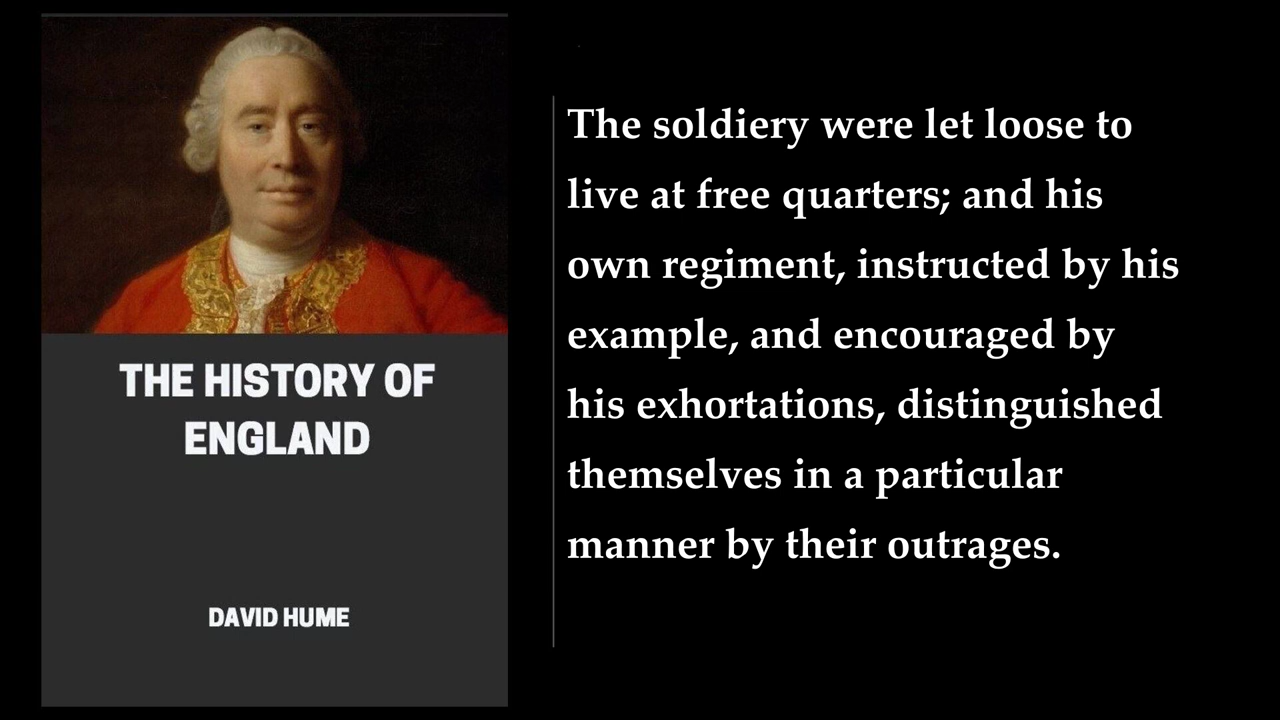 THE HISTORY OF
ENGLAND
DAVID HUME
The soldiery were let loose to
live at free quarters; and his
own regiment, instructed by his
example, and encouraged by
his exhortations, distinguished
themselves in a particular
manner by their outrages.